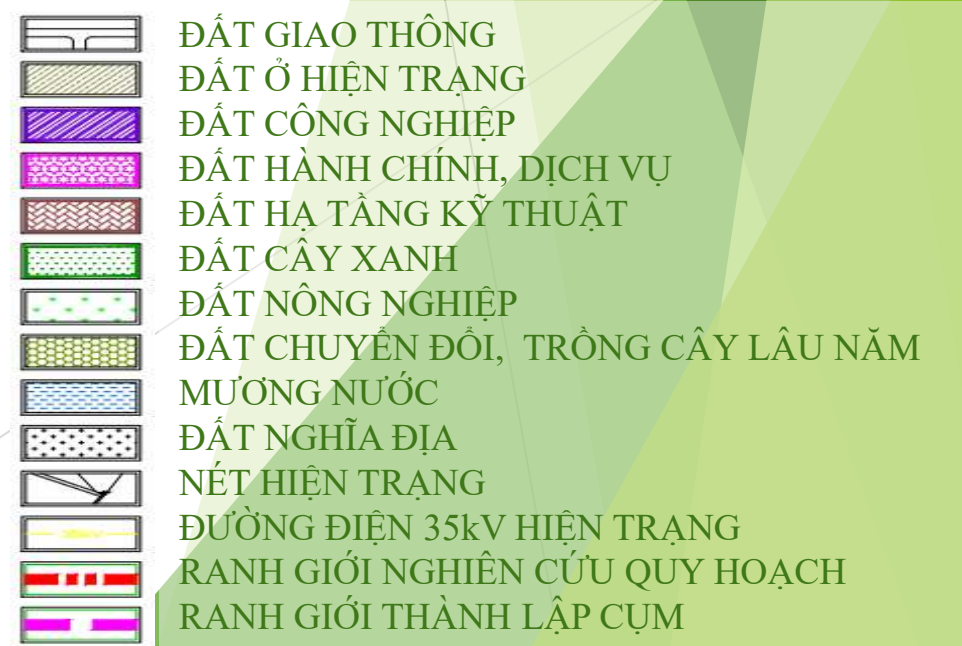 ĐẤT GIAO THÔNG
ĐẤT Ở HIỆN TRẠNG
ĐẤT CÔNG NGHIỆP
ĐẤT HÀNH CHÍNH, DỊCH VỤ
ĐẤT HẠ TẦNG KỸ THUẬT
ĐẤT CÂY XANH
ĐẤT NÔNG NGHIỆP
ĐẤT CHUYỂN ĐỔI, TRỒNG CÂY LÂU NĂM
MƯƠNG NƯỚC
ĐẤT NGHĨA ĐỊA
NÉT HIỆN TRẠNG
ĐƯỜNG ĐIỆN 35kV HIỆN TRẠNG
RANH GIỚI NGHIÊN CỨU QUY HOẠCH
RANH GIỚI THÀNH LẬP CỤM